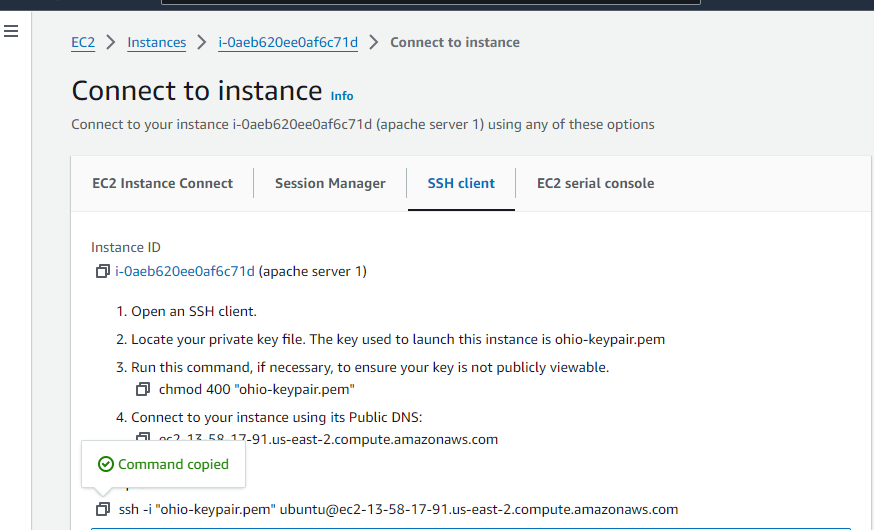 EC2 > Instances > i-0aeb620ee0af6c71d > Connect to instance
Connect to instance Info
Connect to your instance i-0aeb620ee0af6c71d (apache server 1) using any of these options
EC2 Instance Connect Session Manager SSH client EC2 serial console
Instance ID
i-0aeb620ee0af6c71d (apache server 1)
1. Open an SSH client.
2. Locate your private key file. The key used to launch this instance is ohio-keypair.pem
3. Run this command, if necessary, to ensure your key is not publicly viewable.
chmod 400 "ohio-keypair.pem"
4. Connect to your instance using its Public DNS:
ec2-13-58-17-91.us-east-2.compute.amazonaws.com
Command copied
ssh -i "ohio-keypair.pem" ubuntu@ec2-13-58-17-91.us-east-2.compute.amazonaws.com